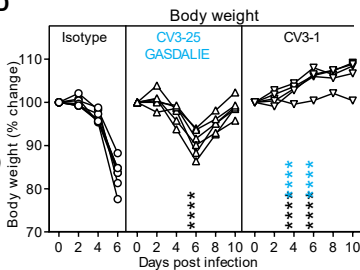 Body weight
Isotype
CV3-25
GASDALIE
CV3-1
Body weight (% change)
110
100
90
80
70
****
****
****
****
****
0 2 4 6 0 2 4 6 8 10 0 2 4 6 8 10
Days post infection